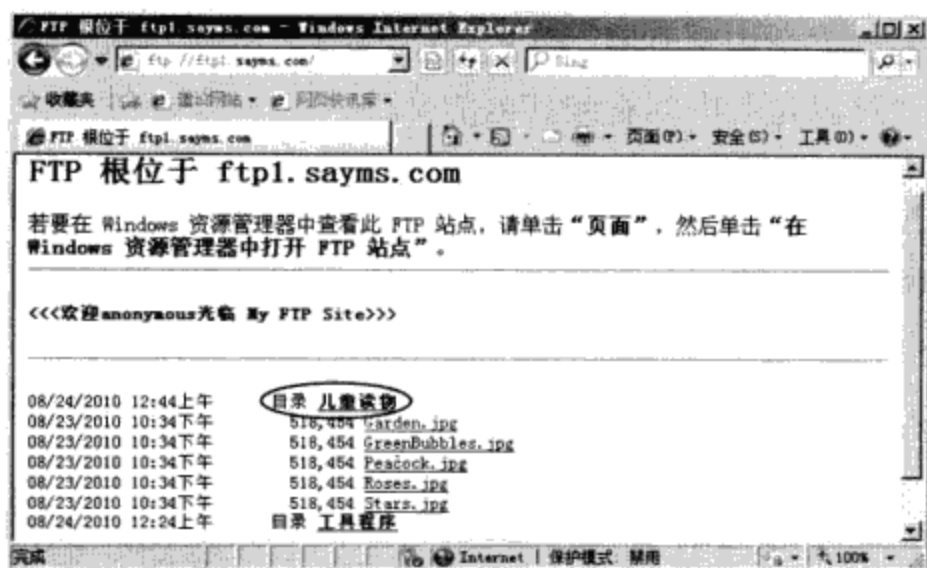 FTP 根位于 ftp1.sayms.com - Windows Internet Explorer
ftp://ftp1.sayms.com/
Bing
收藏夹 建议网站 网页快讯库
FTP 根位于 ftp1.sayms.com
页面(P) 安全(S) 工具(O)
FTP 根位于 ftp1.sayms.com
若要在 Windows 资源管理器中查看此 FTP 站点，请单击“页面”，然后单击“在
Windows 资源管理器中打开 FTP 站点”。
<<<欢迎anonymous光临 My FTP Site>>>
08/24/2010 12:44上午 目录 儿童读物
08/23/2010 10:34下午 518,454 Garden.jpg
08/23/2010 10:34下午 518,454 GreenBubbles.jpg
08/23/2010 10:34下午 518,454 Peacock.jpg
08/23/2010 10:34下午 518,454 Roses.jpg
08/23/2010 10:34下午 518,454 Stars.jpg
08/24/2010 12:24上午 目录 工具程序
完成 Internet | 保护模式: 禁用 100%